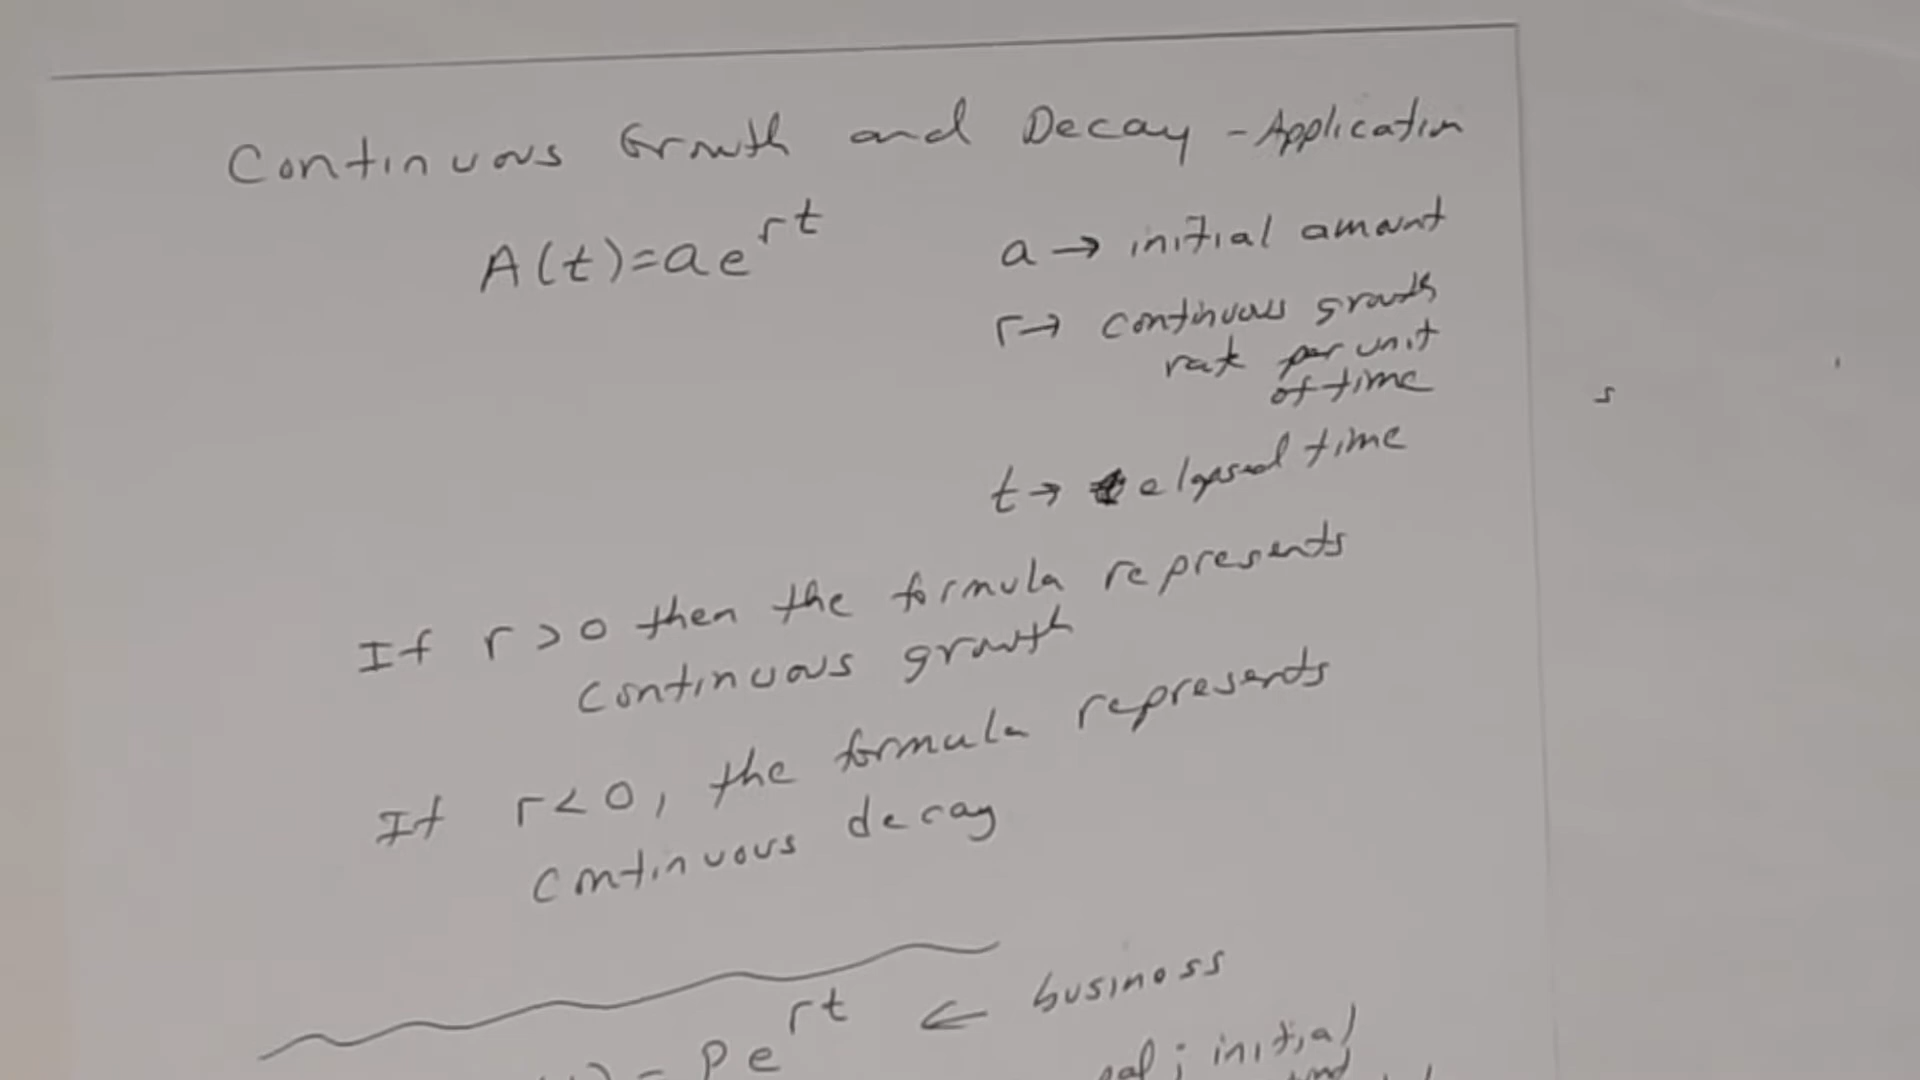 Continuous Growth and Decay - Application
A(t)=ae^rt
a → initial amount
r→ continuous growth
rate per unit
of time
s
t→ elapsed time
If r>0 then the formula represents
continuous growth
If r<0, the formula represents
continuous decay
Pe^rt ← business
initial